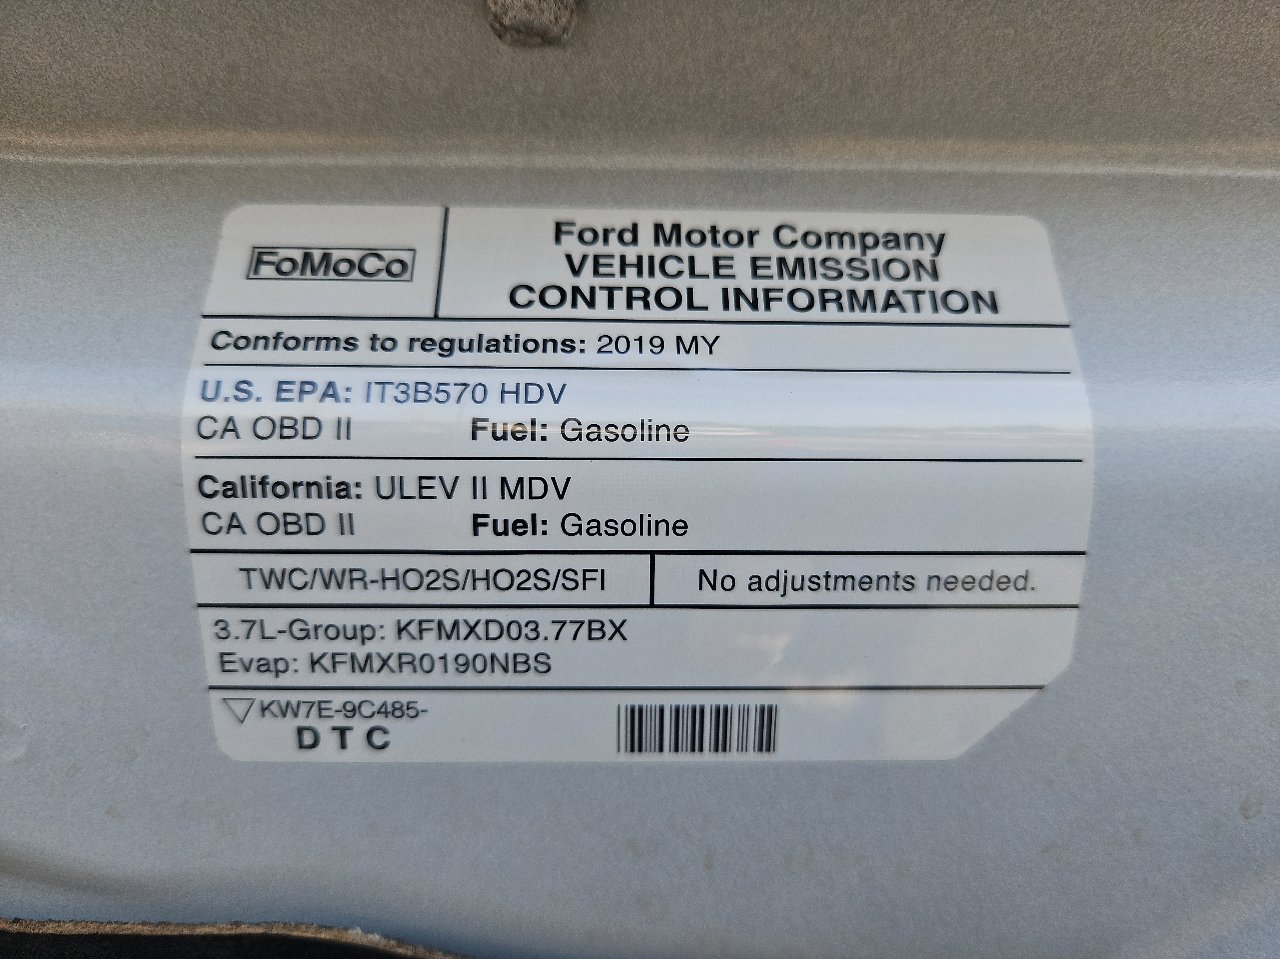 FoMoCo
Ford Motor Company
VEHICLE EMISSION
CONTROL INFORMATION
Conforms to regulations: 2019 MY
U.S. EPA: IT3B570 HDV
CA OBD II Fuel: Gasoline
California: ULEV II MDV
CA OBD II Fuel: Gasoline
TWC/WR-HO2S/HO2S/SFI
No adjustments needed.
3.7L-Group: KFMXD03.77BX
Evap: KFMXR0190NBS
KW7E-9C485-
D T C